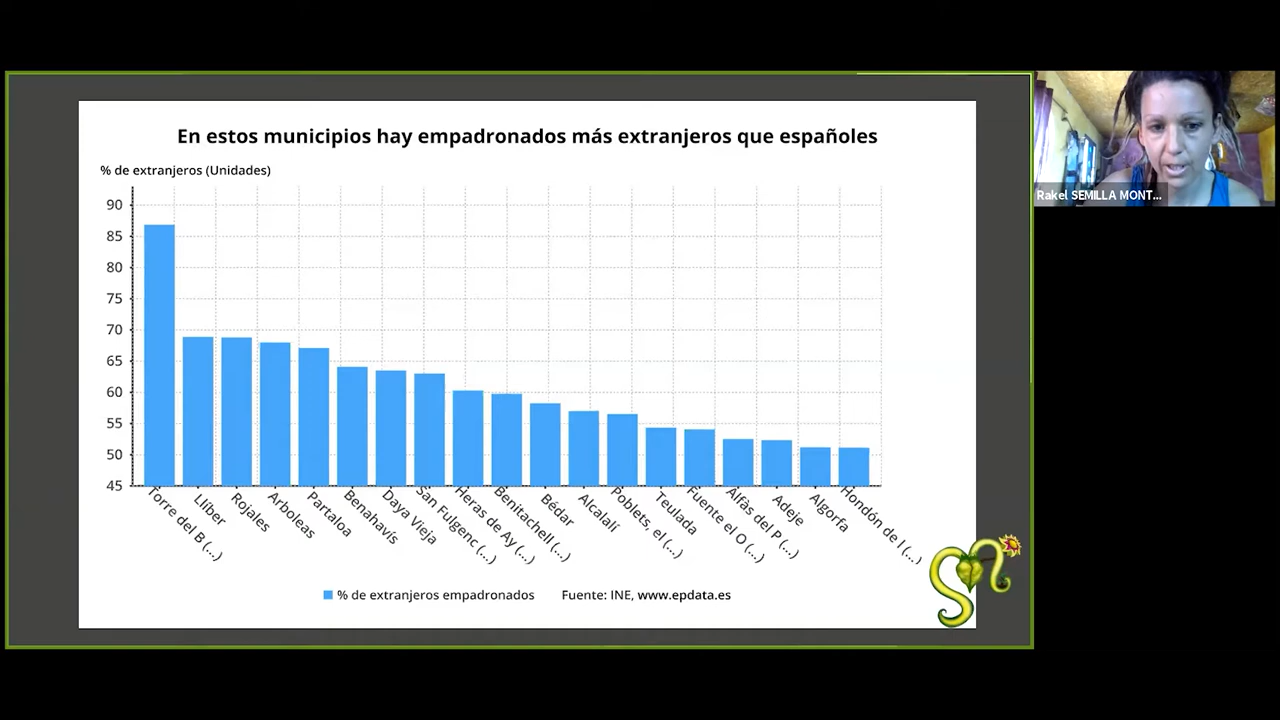 En estos municipios hay empadronados más extranjeros que españoles
% de extranjeros (Unidades)
90
85
80
75
70
65
60
55
50
45
Torre del B (...)
Llíber
Rojales
Arboleas
Partaloa
Benahavís
Daya Vieja
San Fulgenc (...)
Heras de Ay (...)
Benitachell (...)
Bédar
Alcalalí
Poblets, el (...)
Teulada
Fuente el O (...)
Alfàs del P (...)
Adeje
Algorfa
Hondón de l (...)
% de extranjeros empadronados
Fuente: INE, www.epdata.es
Rakel SEMILLA MONT...